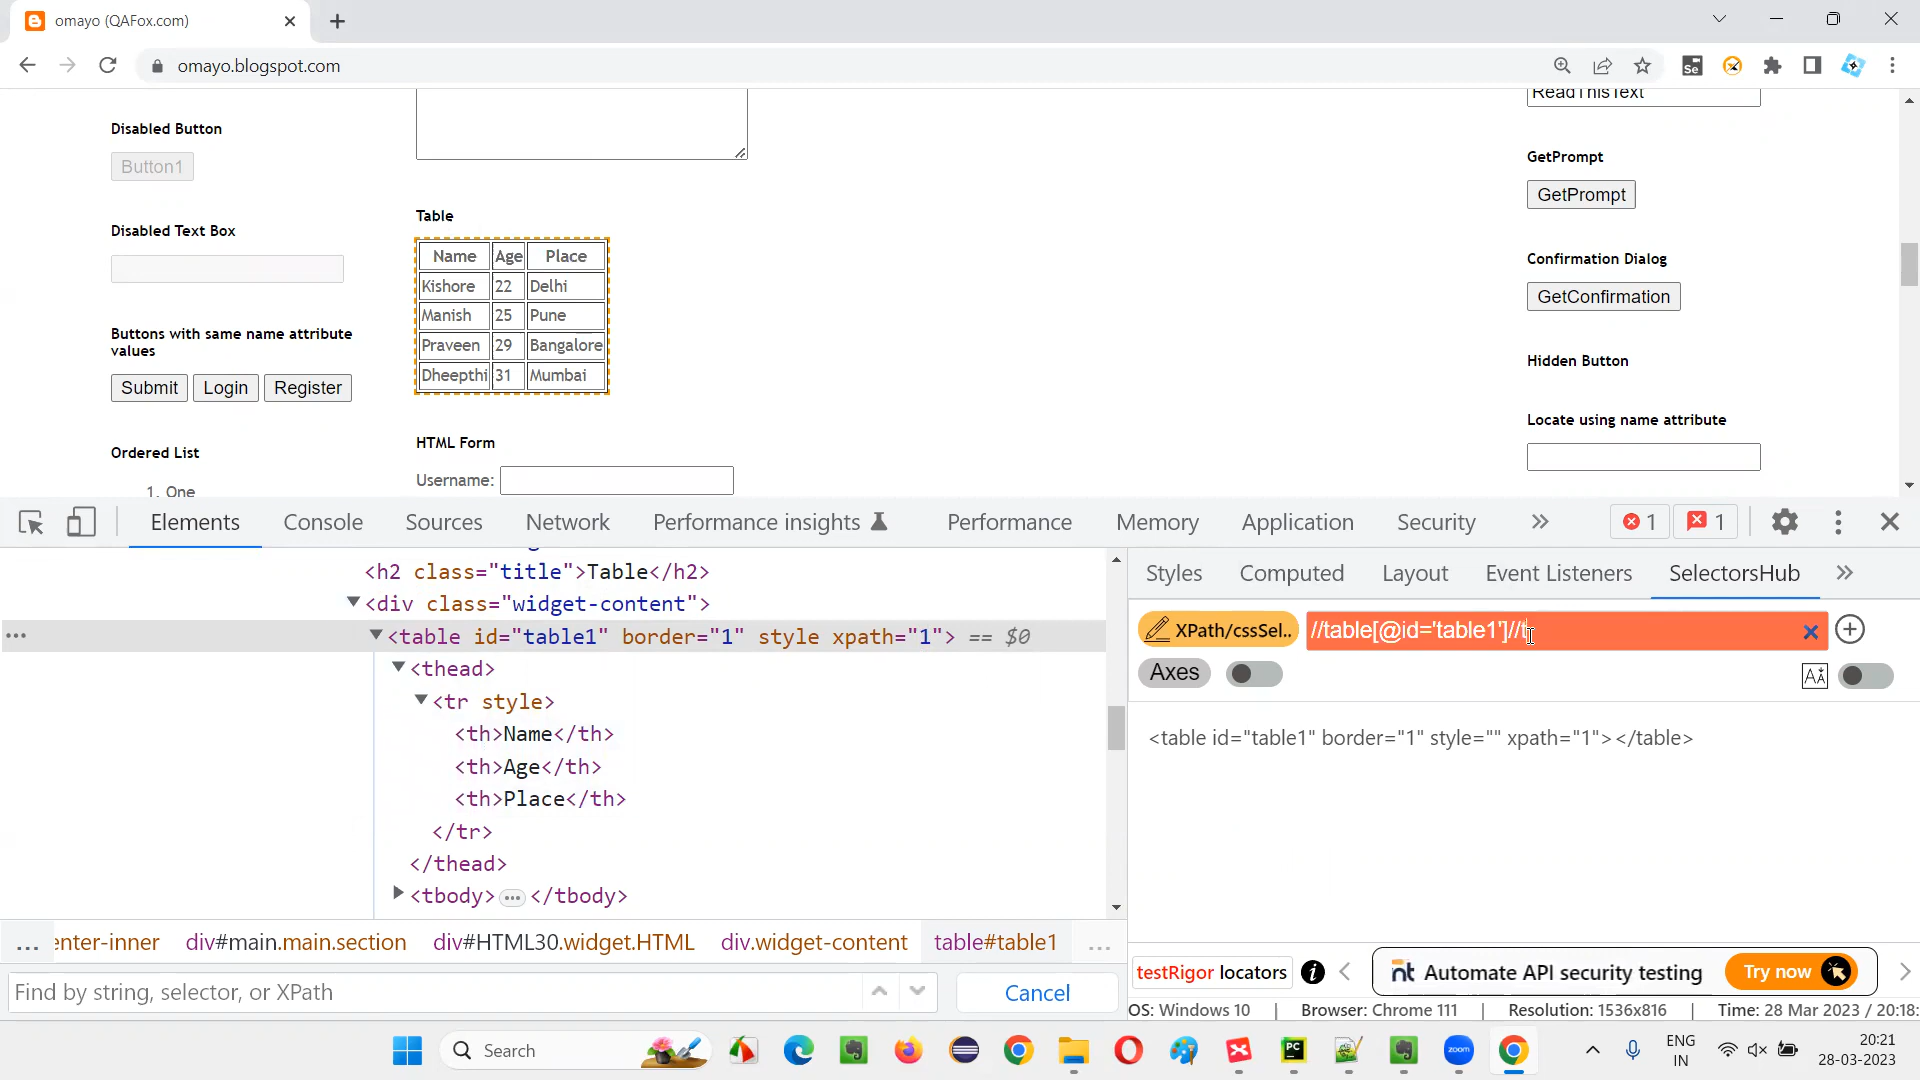 omayo (QAFox.com)
omayo.blogspot.com
Disabled Button
Button1
Disabled Text Box
Buttons with same name attribute
values
Submit Login Register
Ordered List
1. One
Table
Name Age Place
Kishore 22 Delhi
Manish 25 Pune
Praveen 29 Bangalore
Dheepthi 31 Mumbai
HTML Form
Username:
ReadThisText
GetPrompt
GetPrompt
Confirmation Dialog
GetConfirmation
Hidden Button
Locate using name attribute
Elements Console Sources Network Performance insights Performance Memory Application Security » 1 1
<h2 class="title">Table</h2>
<div class="widget-content">
<table id="table1" border="1" style xpath="1"> == $0
<thead>
<tr style>
<th>Name</th>
<th>Age</th>
<th>Place</th>
</tr>
</thead>
<tbody> … </tbody>
... enter-inner div#main.main.section div#HTML30.widget.HTML div.widget-content table#table1 ...
Find by string, selector, or XPath
Cancel
Styles Computed Layout Event Listeners SelectorsHub »
XPath/cssSel.. //table[@id='table1']//t
Axes
<table id="table1" border="1" style="" xpath="1"></table>
testRigor locators i nt Automate API security testing Try now
OS: Windows 10 | Browser: Chrome 111 | Resolution: 1536x816 | Time: 28 Mar 2023 / 20:18:
Search
PC
zoom
ENG
IN
20:21
28-03-2023